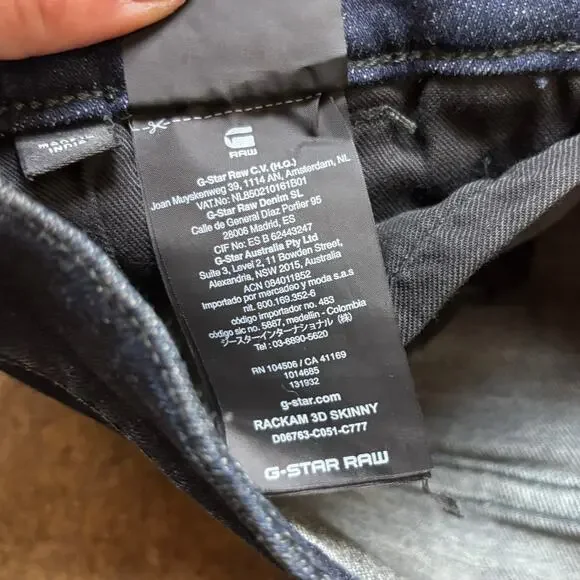 MADE IN
INDIA
RAW
G-Star Raw C.V. (H.Q.)
Joan Muyskenweg 39, 1114 AN, Amsterdam, NL
VAT.No: NLB50210161B01
G-Star Raw Denim SL
Calle de General Diaz Porlier 95
28006 Madrid, ES
CIF No: ES B 62443247
G-Star Australia Pty Ltd
Suite 3, Level 2, 11 Bowden Street,
Alexandria, NSW 2015, Australia
ACN 084011852
Importado por mercadeo y moda s.a.s
nit. 800.169.352-6
código importador no. 483
código sic no. 5887, medellin - Colombia
ジースターインターナショナル (株)
Tel: 03-6890-5620
RN 104506 / CA 41169
1014685
131932
g-star.com
RACKAM 3D SKINNY
D06763-C051-C777
G-STAR RAW